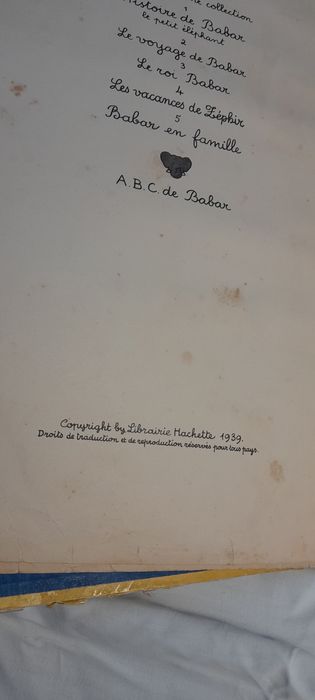 collection
1
Histoire de Babar
le petit éléphant
2
Le voyage de Babar
3
Le roi Babar
4
Les vacances de Zéphir
5
Babar en famille
A.B.C. de Babar
Copyright by Librairie Hachette 1939.
Droits de traduction et de reproduction réservés pour tous pays.